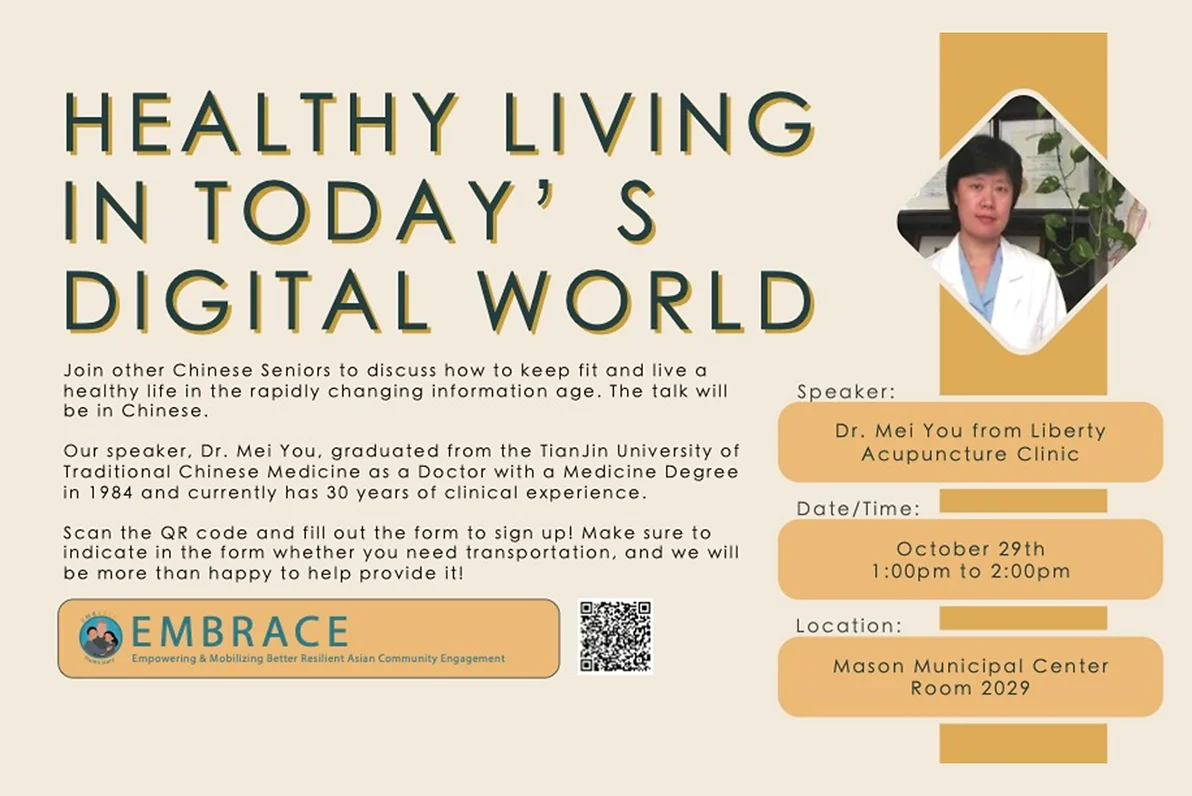 HEALTHY LIVING
IN TODAY’ S
DIGITAL WORLD
Join other Chinese Seniors to discuss how to keep fit and live a
healthy life in the rapidly changing information age. The talk will
be in Chinese.
Our speaker, Dr. Mei You, graduated from the TianJin University of
Traditional Chinese Medicine as a Doctor with a Medicine Degree
in 1984 and currently has 30 years of clinical experience.
Scan the QR code and fill out the form to sign up! Make sure to
indicate in the form whether you need transportation, and we will
be more than happy to help provide it!
EMBRACE
Empowering & Mobilizing Better Resilient Asian Community Engagement
Speaker:
Dr. Mei You from Liberty
Acupuncture Clinic
Date/Time:
October 29th
1:00pm to 2:00pm
Location:
Mason Municipal Center
Room 2029